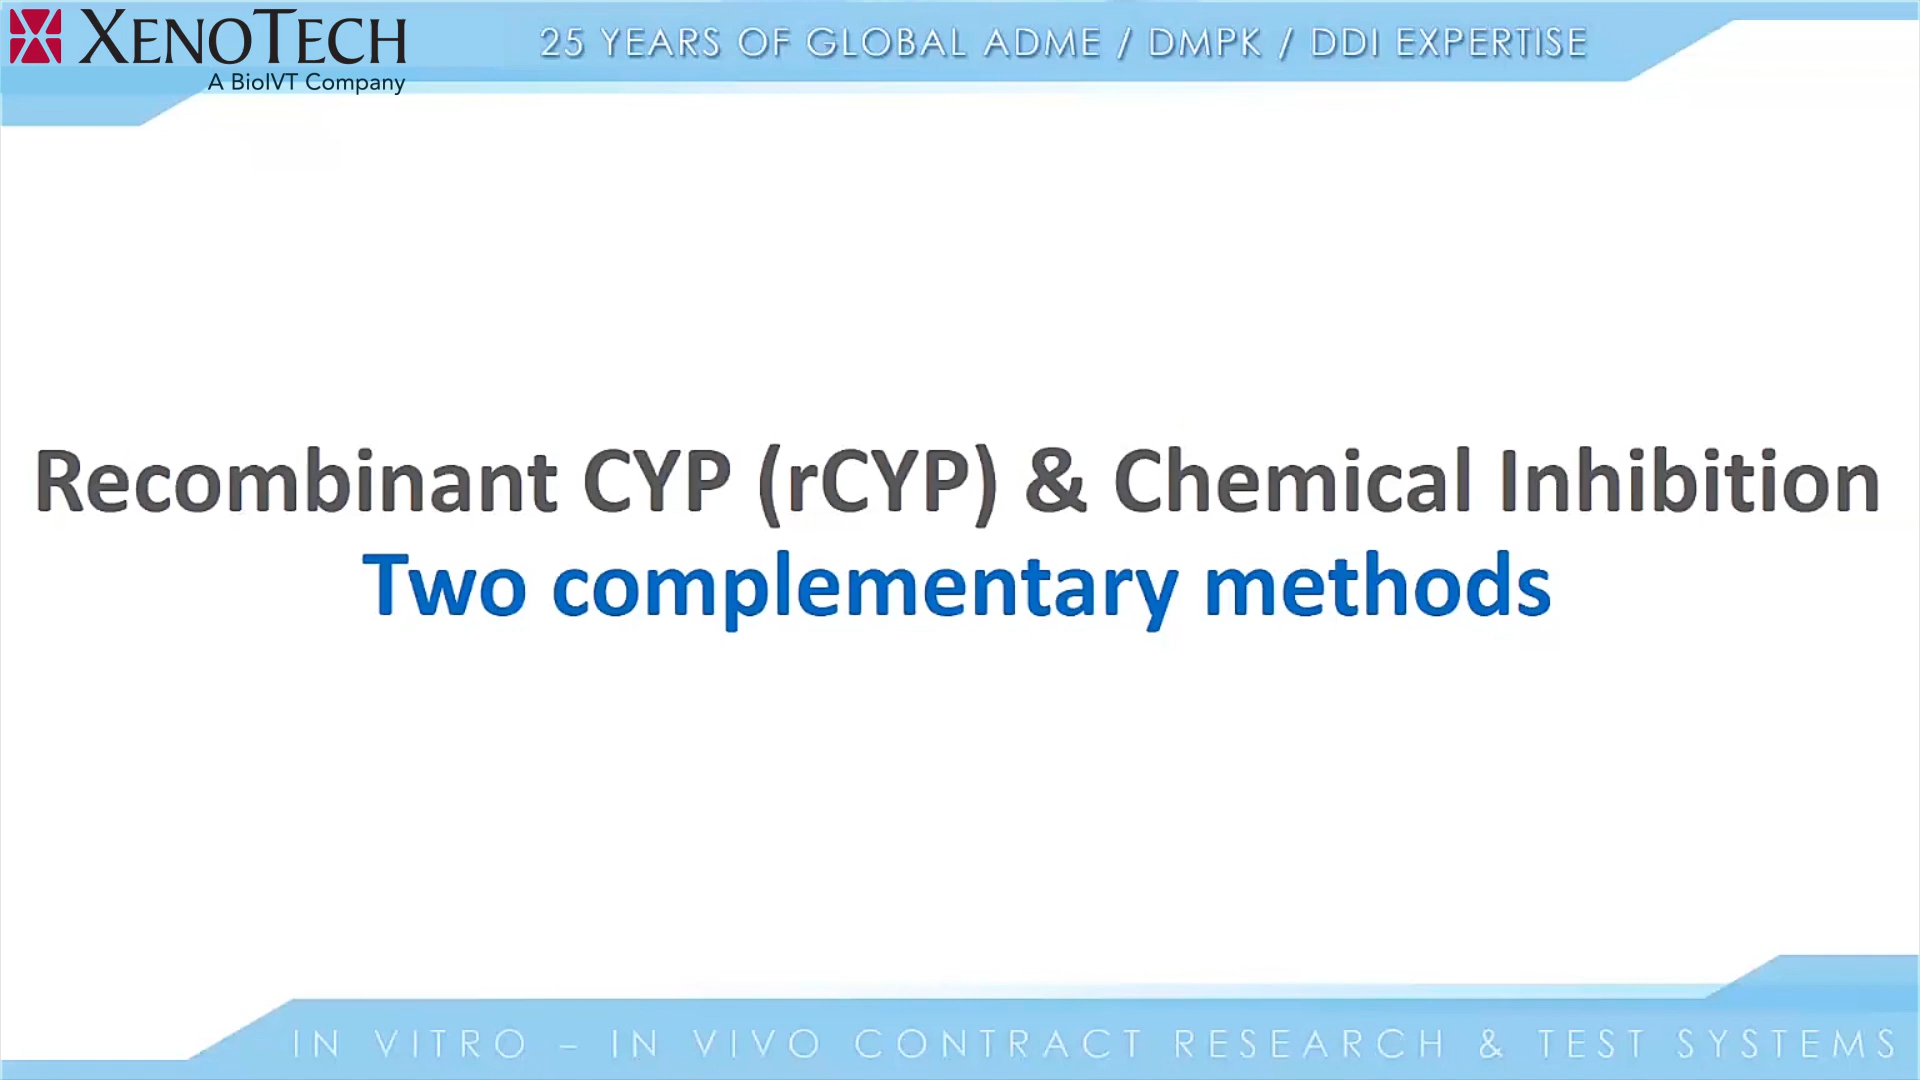 XENOTECH
A BioIVT Company
25 YEARS OF GLOBAL ADME / DMPK / DDI EXPERTISE
Recombinant CYP (rCYP) & Chemical Inhibition
Two complementary methods
IN VITRO – IN VIVO CONTRACT RESEARCH & TEST SYSTEMS